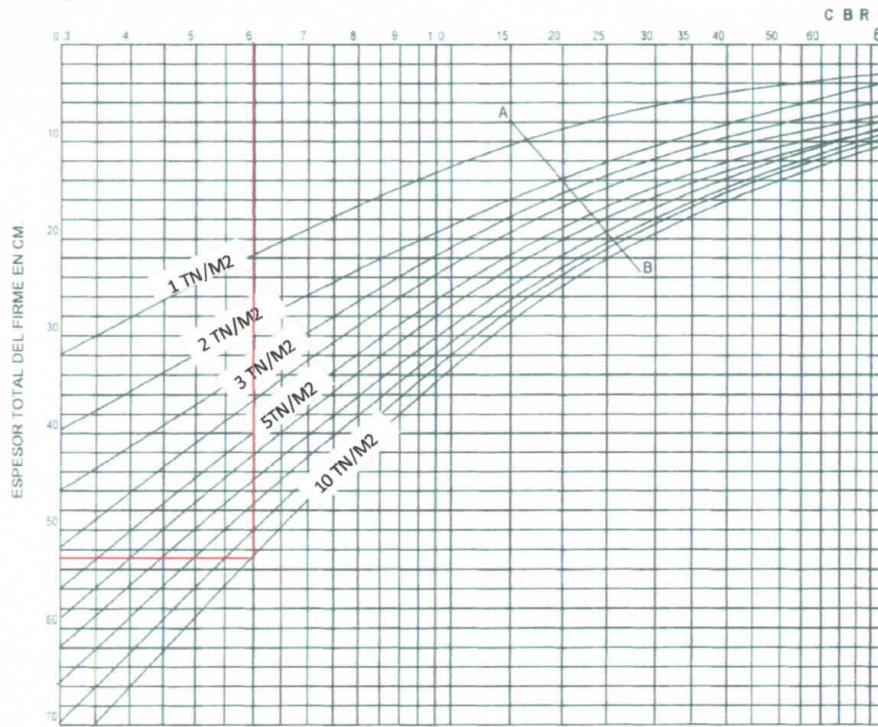 C B R
0 3 4 5 6 7 8 9 1 0 15 20 25 30 35 40 50 60 8
A
10
20
B
1 TN/M2
30
2 TN/M2
3 TN/M2
5TN/M2
40
10 TN/M2
50
60
70
ESPESOR TOTAL DEL FIRME EN CM.